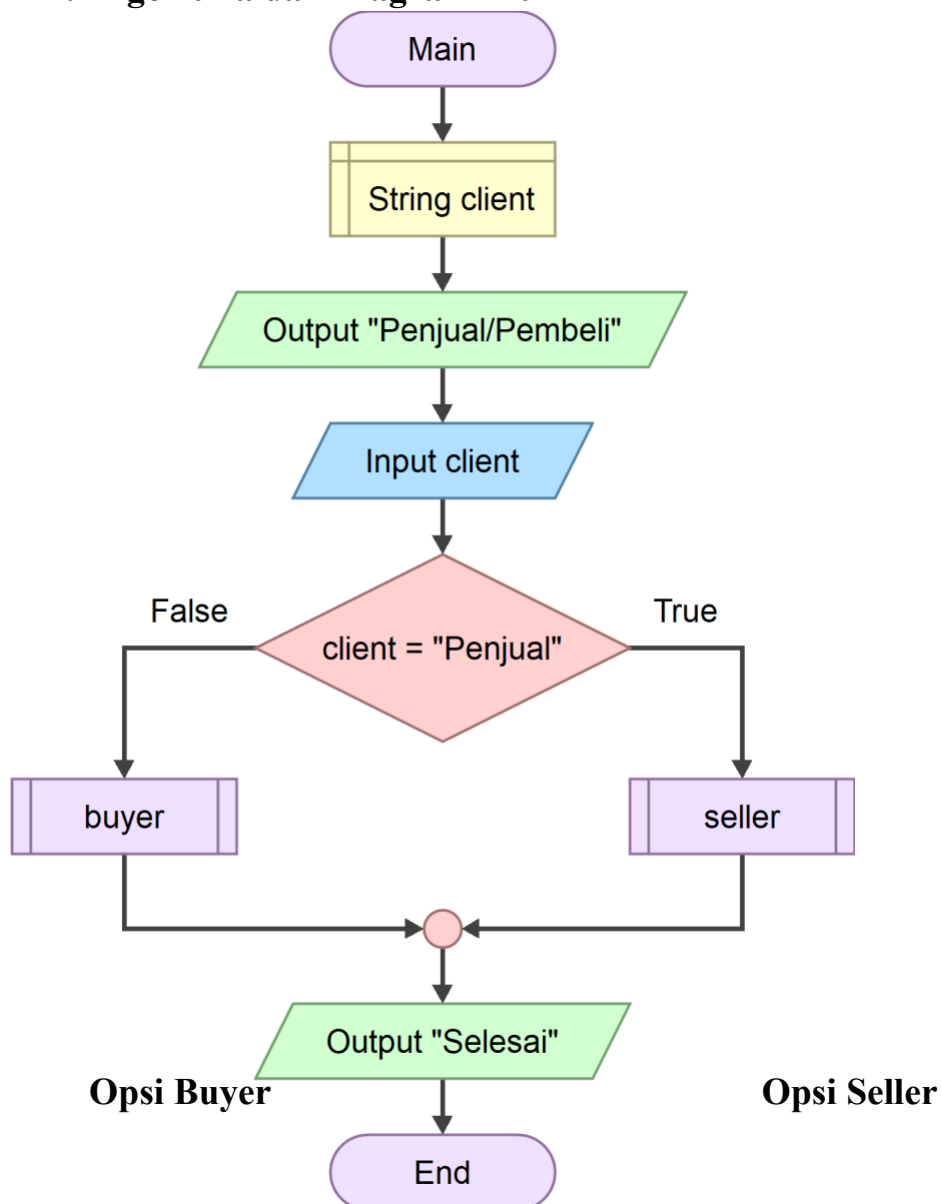 Main
String client
Output "Penjual/Pembeli"
Input client
False
True
client = "Penjual"
buyer
seller
Output "Selesai"
Opsi Buyer
Opsi Seller
End